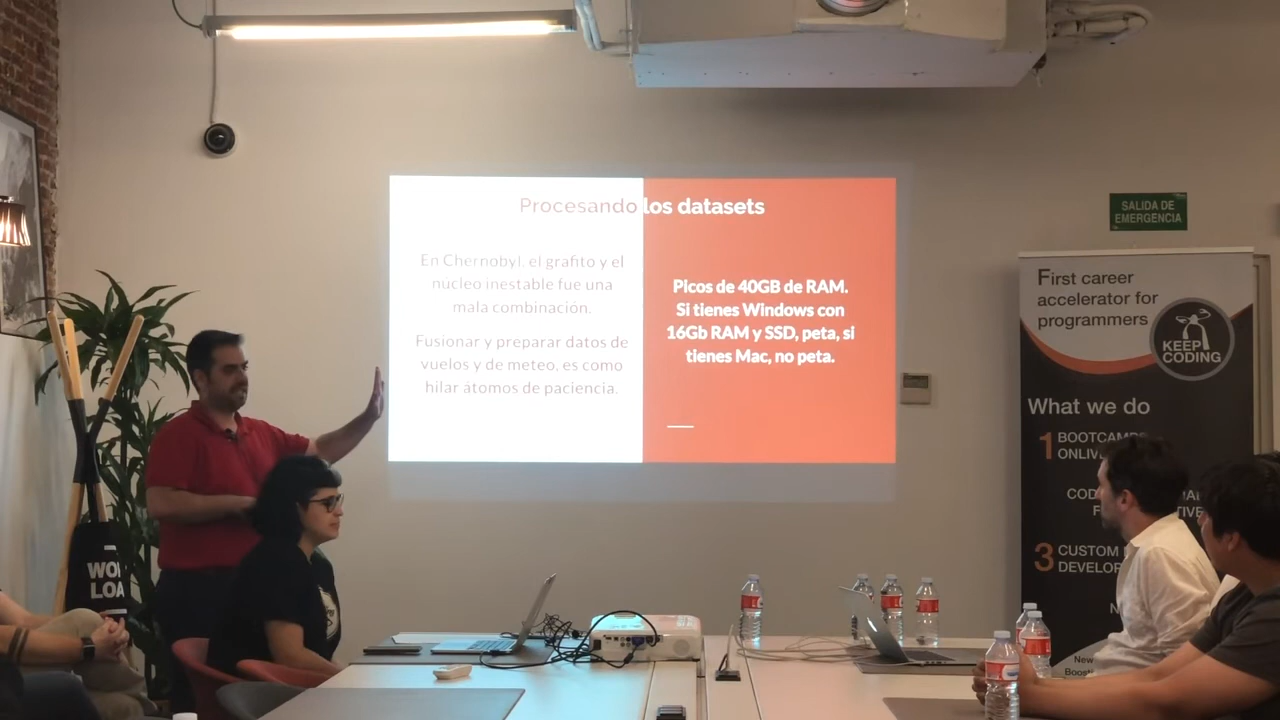 Procesando los datasets
En Chernobyl, el grafito y el
núcleo inestable fue una
mala combinación.
Fusionar y preparar datos de
vuelos y de meteo, es como
hilar átomos de paciencia.
Picos de 40GB de RAM.
Si tienes Windows con
16Gb RAM y SSD, peta, si
tienes Mac, no peta.
SALIDA DE
EMERGENCIA
First career
accelerator for
programmers
KEEP
CODING
What we do
1 BOOTCAMPS
3 CUSTOM
WO
LOA